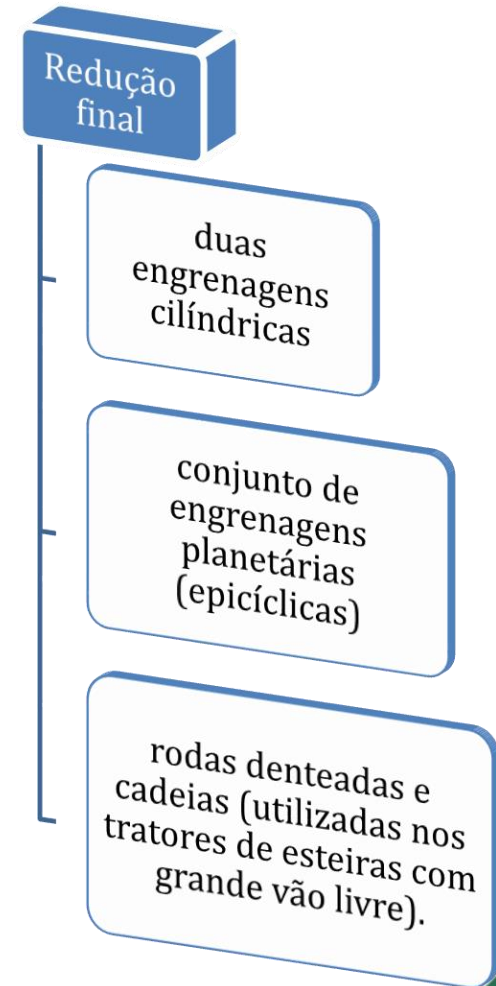 Redução
final
duas
engrenagens
cilíndricas
conjunto de
engrenagens
planetárias
(epicíclicas)
rodas denteadas e
cadeias (utilizadas nos
tratores de esteiras com
grande vão livre).